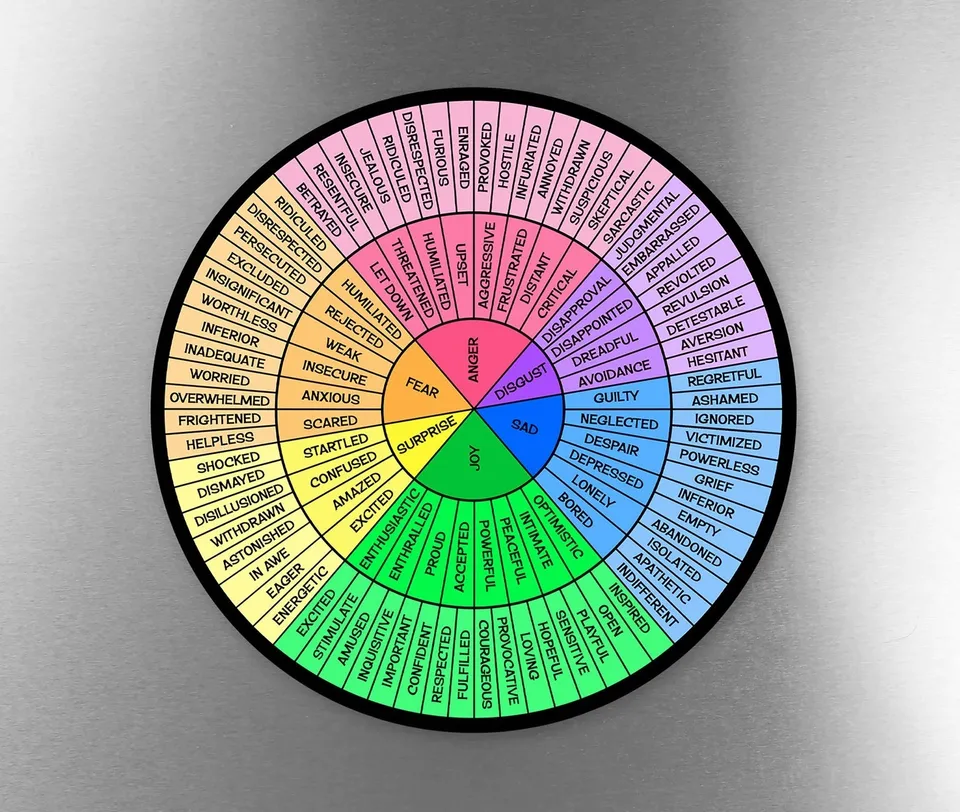 ANGER
DISGUST
SAD
JOY
SURPRISE
FEAR
LET DOWN
THREATENED
HUMILIATED
UPSET
AGGRESSIVE
FRUSTRATED
DISTANT
CRITICAL
DISAPPROVAL
DISAPPOINTED
DREADFUL
AVOIDANCE
GUILTY
NEGLECTED
DESPAIR
DEPRESSED
LONELY
BORED
OPTIMISTIC
INTIMATE
PEACEFUL
POWERFUL
ACCEPTED
PROUD
ENTHRALLED
ENTHUSIASTIC
EXCITED
AMAZED
CONFUSED
STARTLED
SCARED
ANXIOUS
INSECURE
WEAK
REJECTED
HUMILIATED
BETRAYED
RESENTFUL
INSECURE
JEALOUS
RIDICULED
DISRESPECTED
FURIOUS
ENRAGED
PROVOKED
HOSTILE
INFURIATED
ANNOYED
WITHDRAWN
SUSPICIOUS
SKEPTICAL
SARCASTIC
JUDGMENTAL
EMBARRASSED
APPALLED
REVOLTED
REVULSION
DETESTABLE
AVERSION
HESITANT
REGRETFUL
ASHAMED
IGNORED
VICTIMIZED
POWERLESS
GRIEF
INFERIOR
EMPTY
ABANDONED
ISOLATED
APATHETIC
INDIFFERENT
INSPIRED
OPEN
PLAYFUL
SENSITIVE
HOPEFUL
LOVING
PROVOCATIVE
COURAGEOUS
FULFILLED
RESPECTED
CONFIDENT
IMPORTANT
INQUISITIVE
AMUSED
STIMULATE
EXCITED
ENERGETIC
EAGER
IN AWE
ASTONISHED
WITHDRAWN
DISILLUSIONED
DISMAYED
SHOCKED
HELPLESS
FRIGHTENED
OVERWHELMED
WORRIED
INADEQUATE
INFERIOR
WORTHLESS
INSIGNIFICANT
EXCLUDED
PERSECUTED
DISRESPECTED
RIDICULED